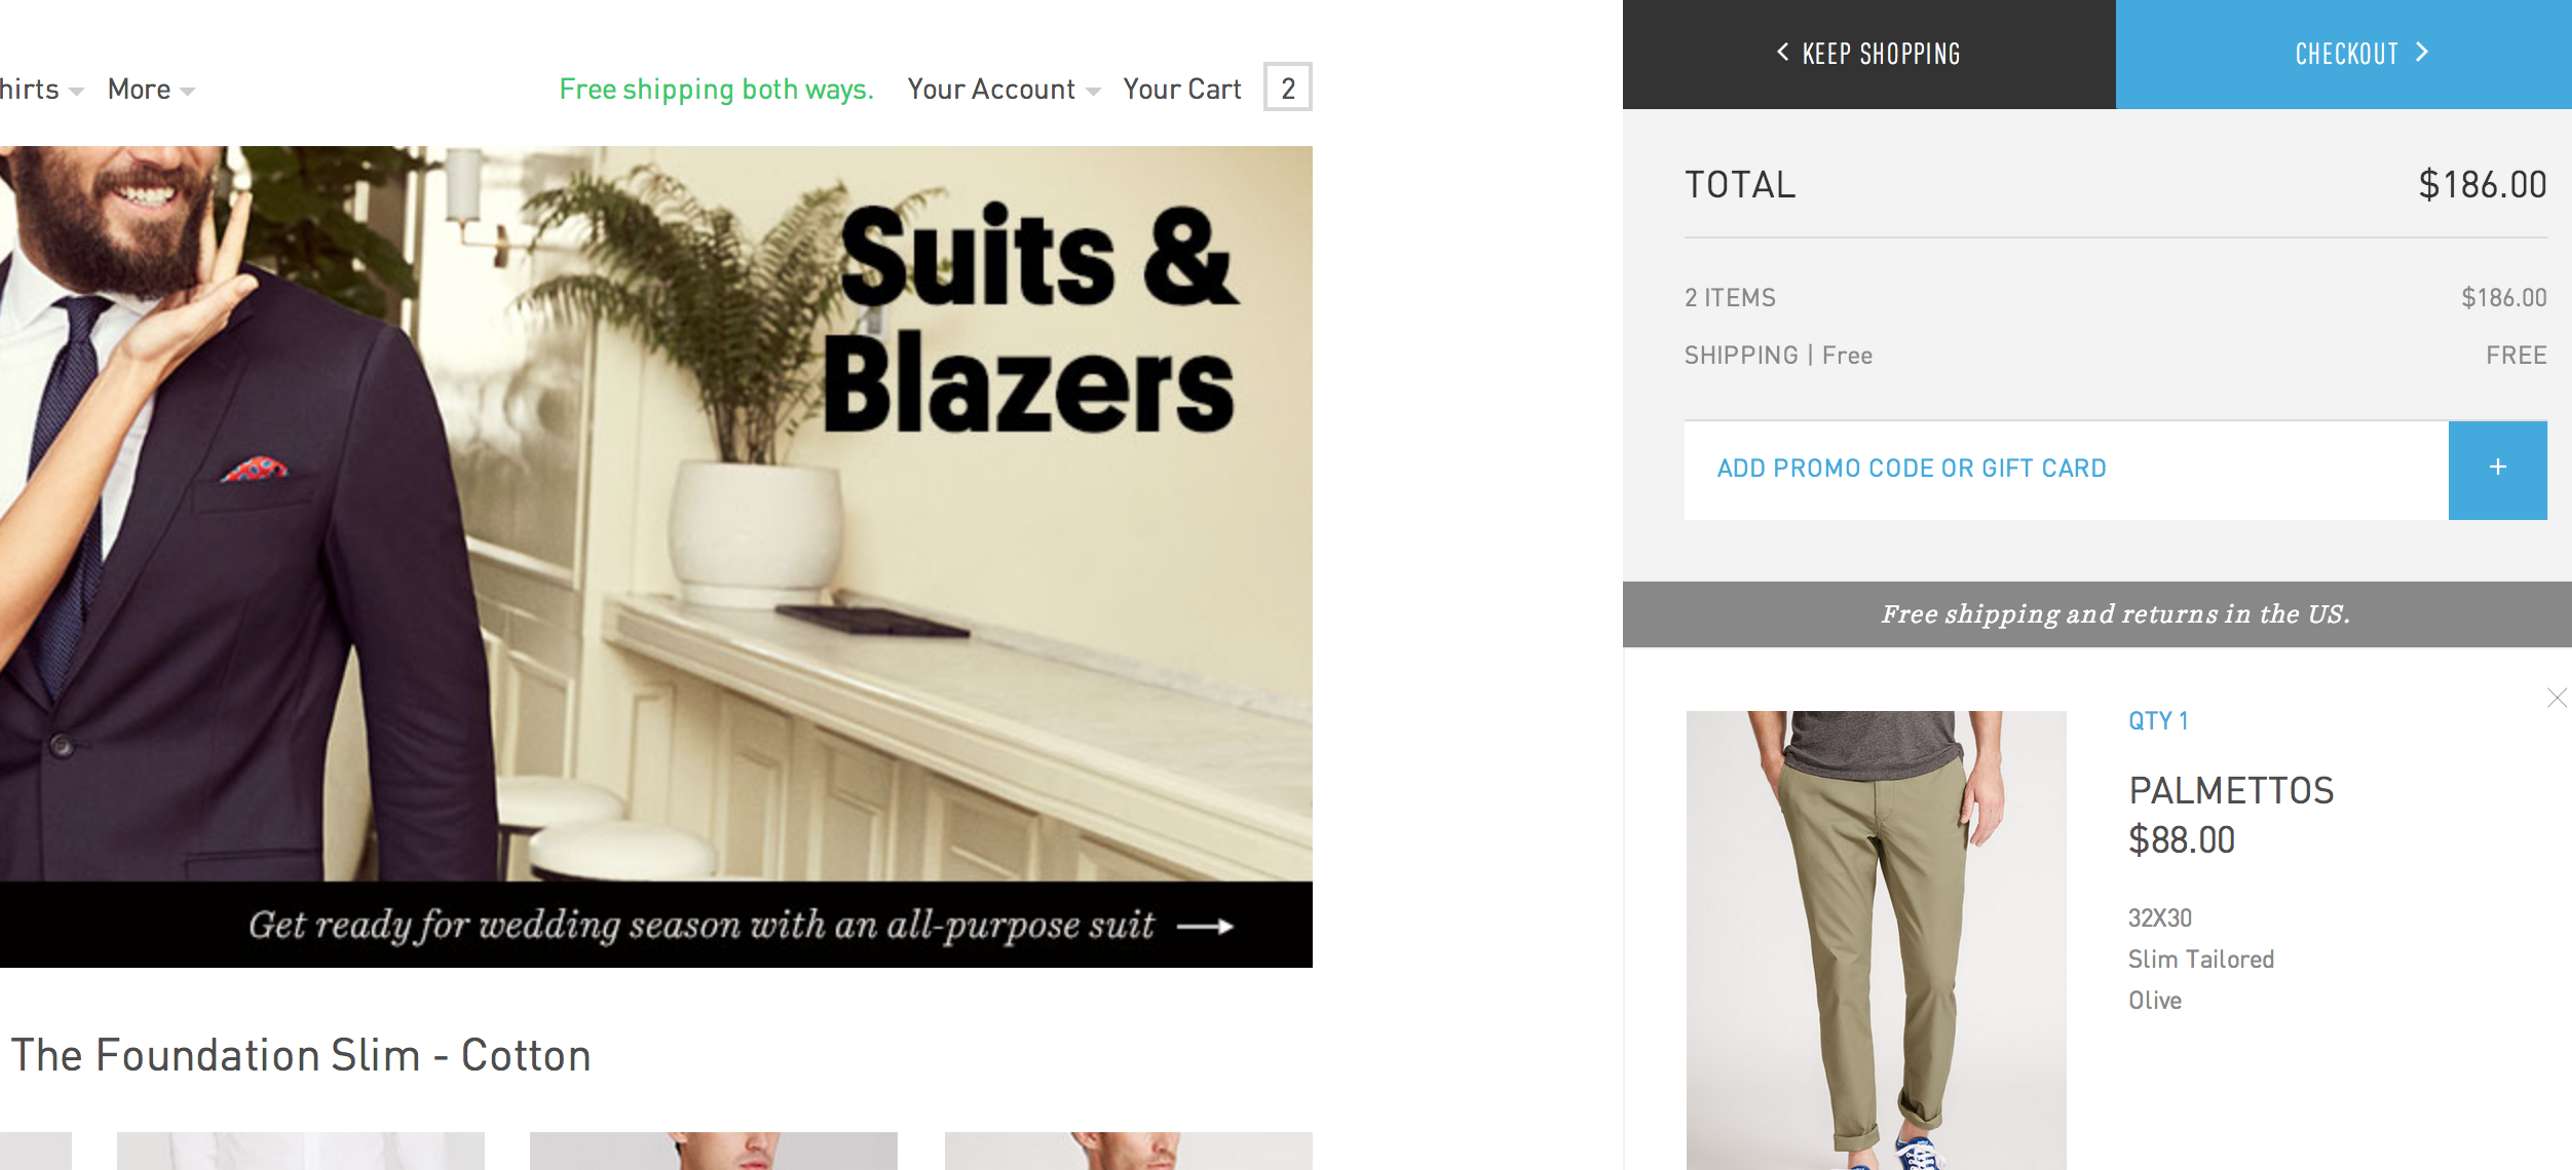 hirts More Free shipping both ways. Your Account Your Cart 2
Suits &
Blazers
Get ready for wedding season with an all-purpose suit →
The Foundation Slim - Cotton
< KEEP SHOPPING
CHECKOUT >
TOTAL $186.00
2 ITEMS $186.00
SHIPPING | Free FREE
ADD PROMO CODE OR GIFT CARD +
Free shipping and returns in the US.
QTY 1
PALMETTOS
$88.00
32X30
Slim Tailored
Olive